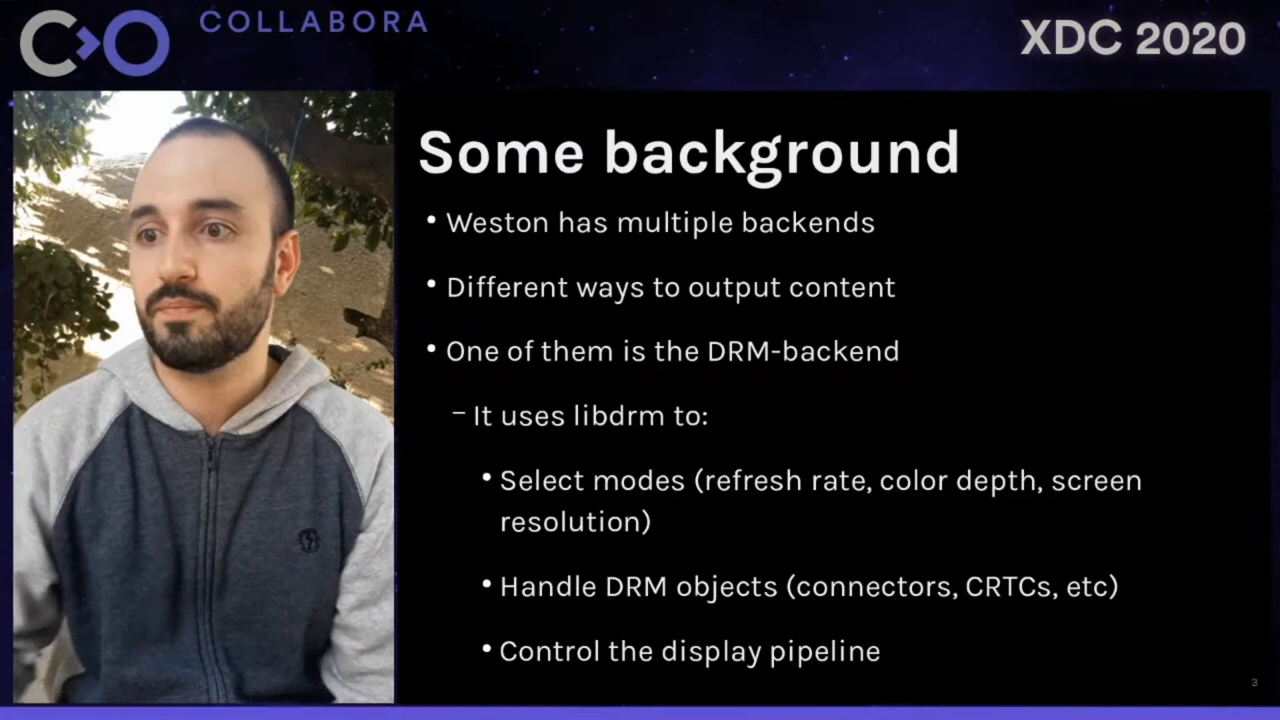 COLLABORA
XDC 2020
Some background
• Weston has multiple backends
• Different ways to output content
• One of them is the DRM-backend
– It uses libdrm to:
• Select modes (refresh rate, color depth, screen
resolution)
• Handle DRM objects (connectors, CRTCs, etc)
• Control the display pipeline
3